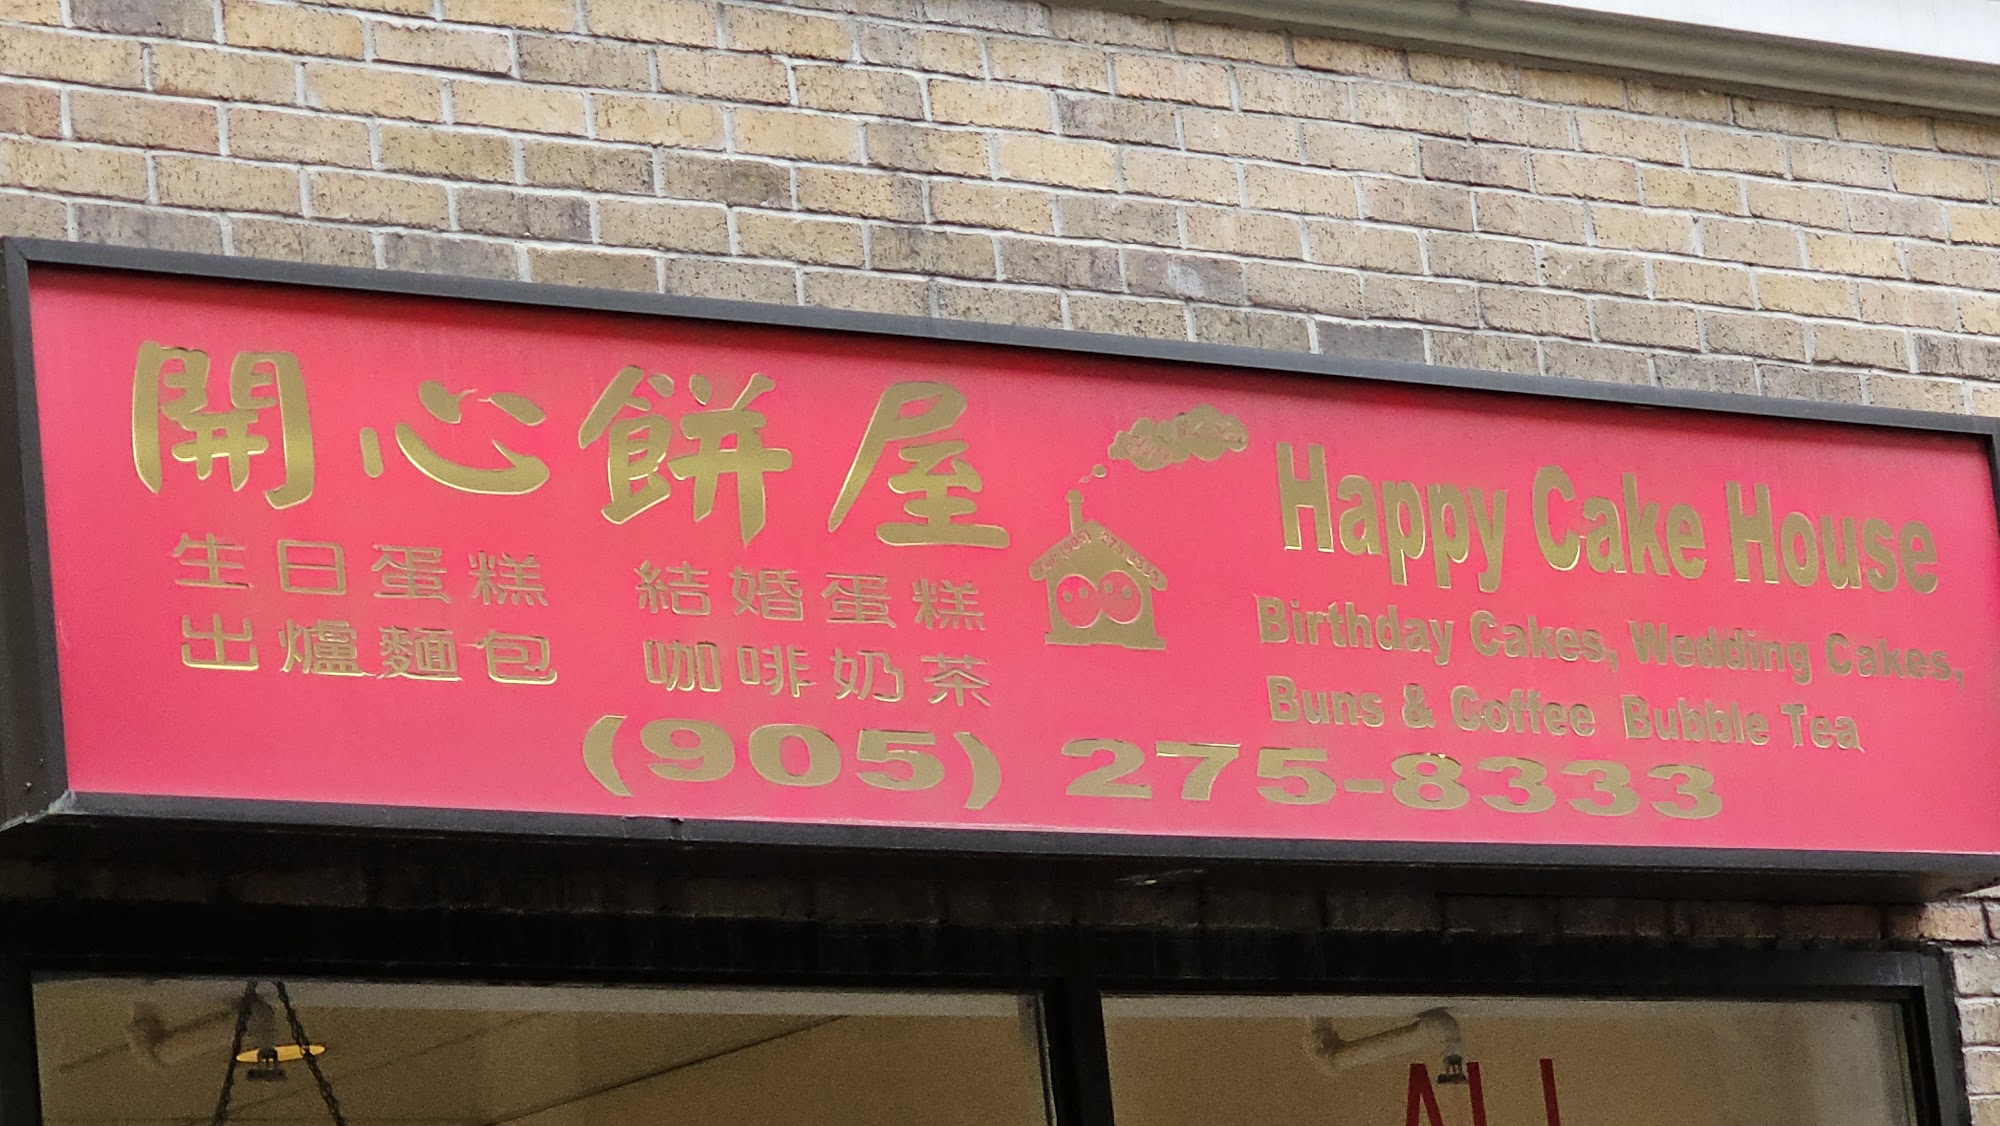 開心餅屋
生日蛋糕 結婚蛋糕
出爐麵包 咖啡奶茶
Happy Cake House
Birthday Cakes, Wedding Cakes,
Buns & Coffee Bubble Tea
(905) 275-8333
ALL